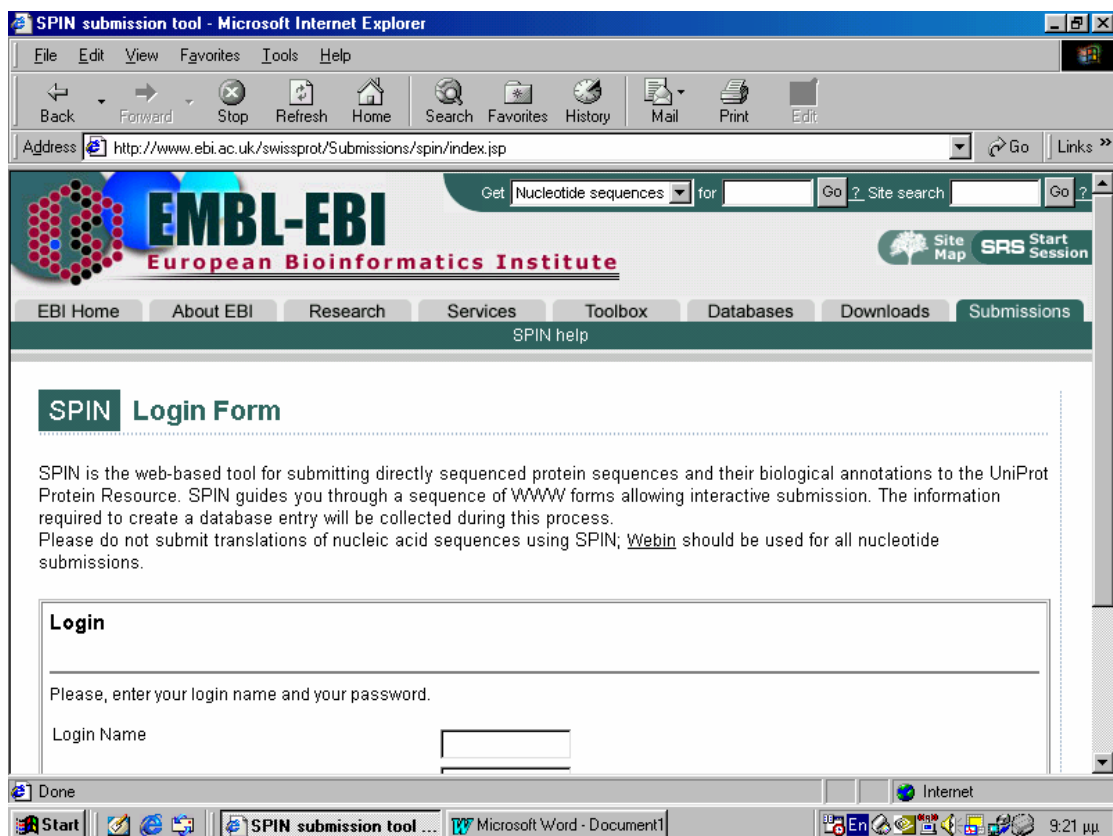 SPIN submission tool - Microsoft Internet Explorer
File Edit View Favorites Tools Help
Back Forward Stop Refresh Home Search Favorites History Mail Print Edit
Address http://www.ebi.ac.uk/swissprot/Submissions/spin/index.jsp Go Links »
Get Nucleotide sequences for Go ? Site search Go ?
EMBL-EBI
European Bioinformatics Institute
Site Map SRS Start Session
EBI Home About EBI Research Services Toolbox Databases Downloads Submissions
SPIN help
SPIN Login Form
SPIN is the web-based tool for submitting directly sequenced protein sequences and their biological annotations to the UniProt
Protein Resource. SPIN guides you through a sequence of WWW forms allowing interactive submission. The information
required to create a database entry will be collected during this process.
Please do not submit translations of nucleic acid sequences using SPIN; Webin should be used for all nucleotide
submissions.
Login
Please, enter your login name and your password.
Login Name
Done Internet
Start SPIN submission tool ... Microsoft Word - Document1 En 9:21 μμ